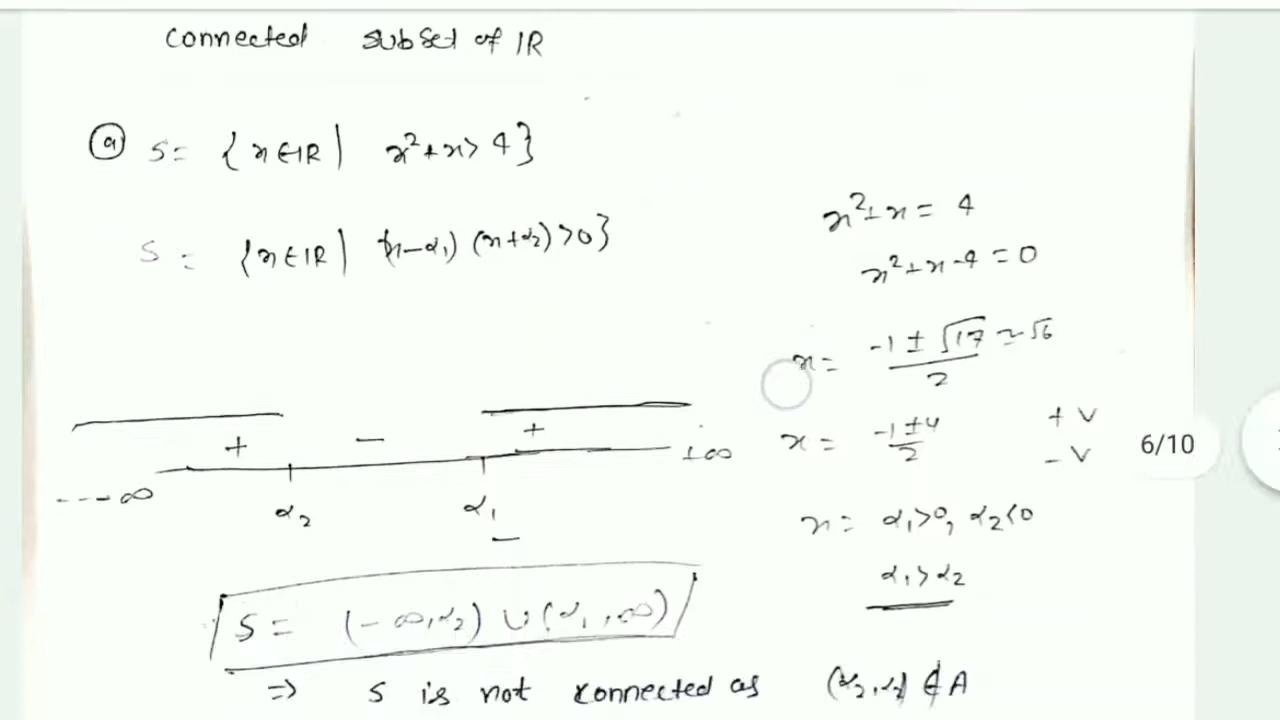 connected subset of IR
(a) S = { x ∈ IR | x² + x > 4 }
S = { x ∈ IR | (x - α₁) (x + α₂) > 0 }
x² + x = 4
x² + x - 4 = 0
x = -1 ± √17 / 2
x = -1 ± 4 / 2
+ V
- V
6/10
+ - +
--- ∞ α₂ α₁ + ∞
x = α₁ > 0, α₂ < 0
α₁ > α₂
S = (-∞, α₂) ∪ (α₁, ∞)
⇒ S is not connected as ∉ A